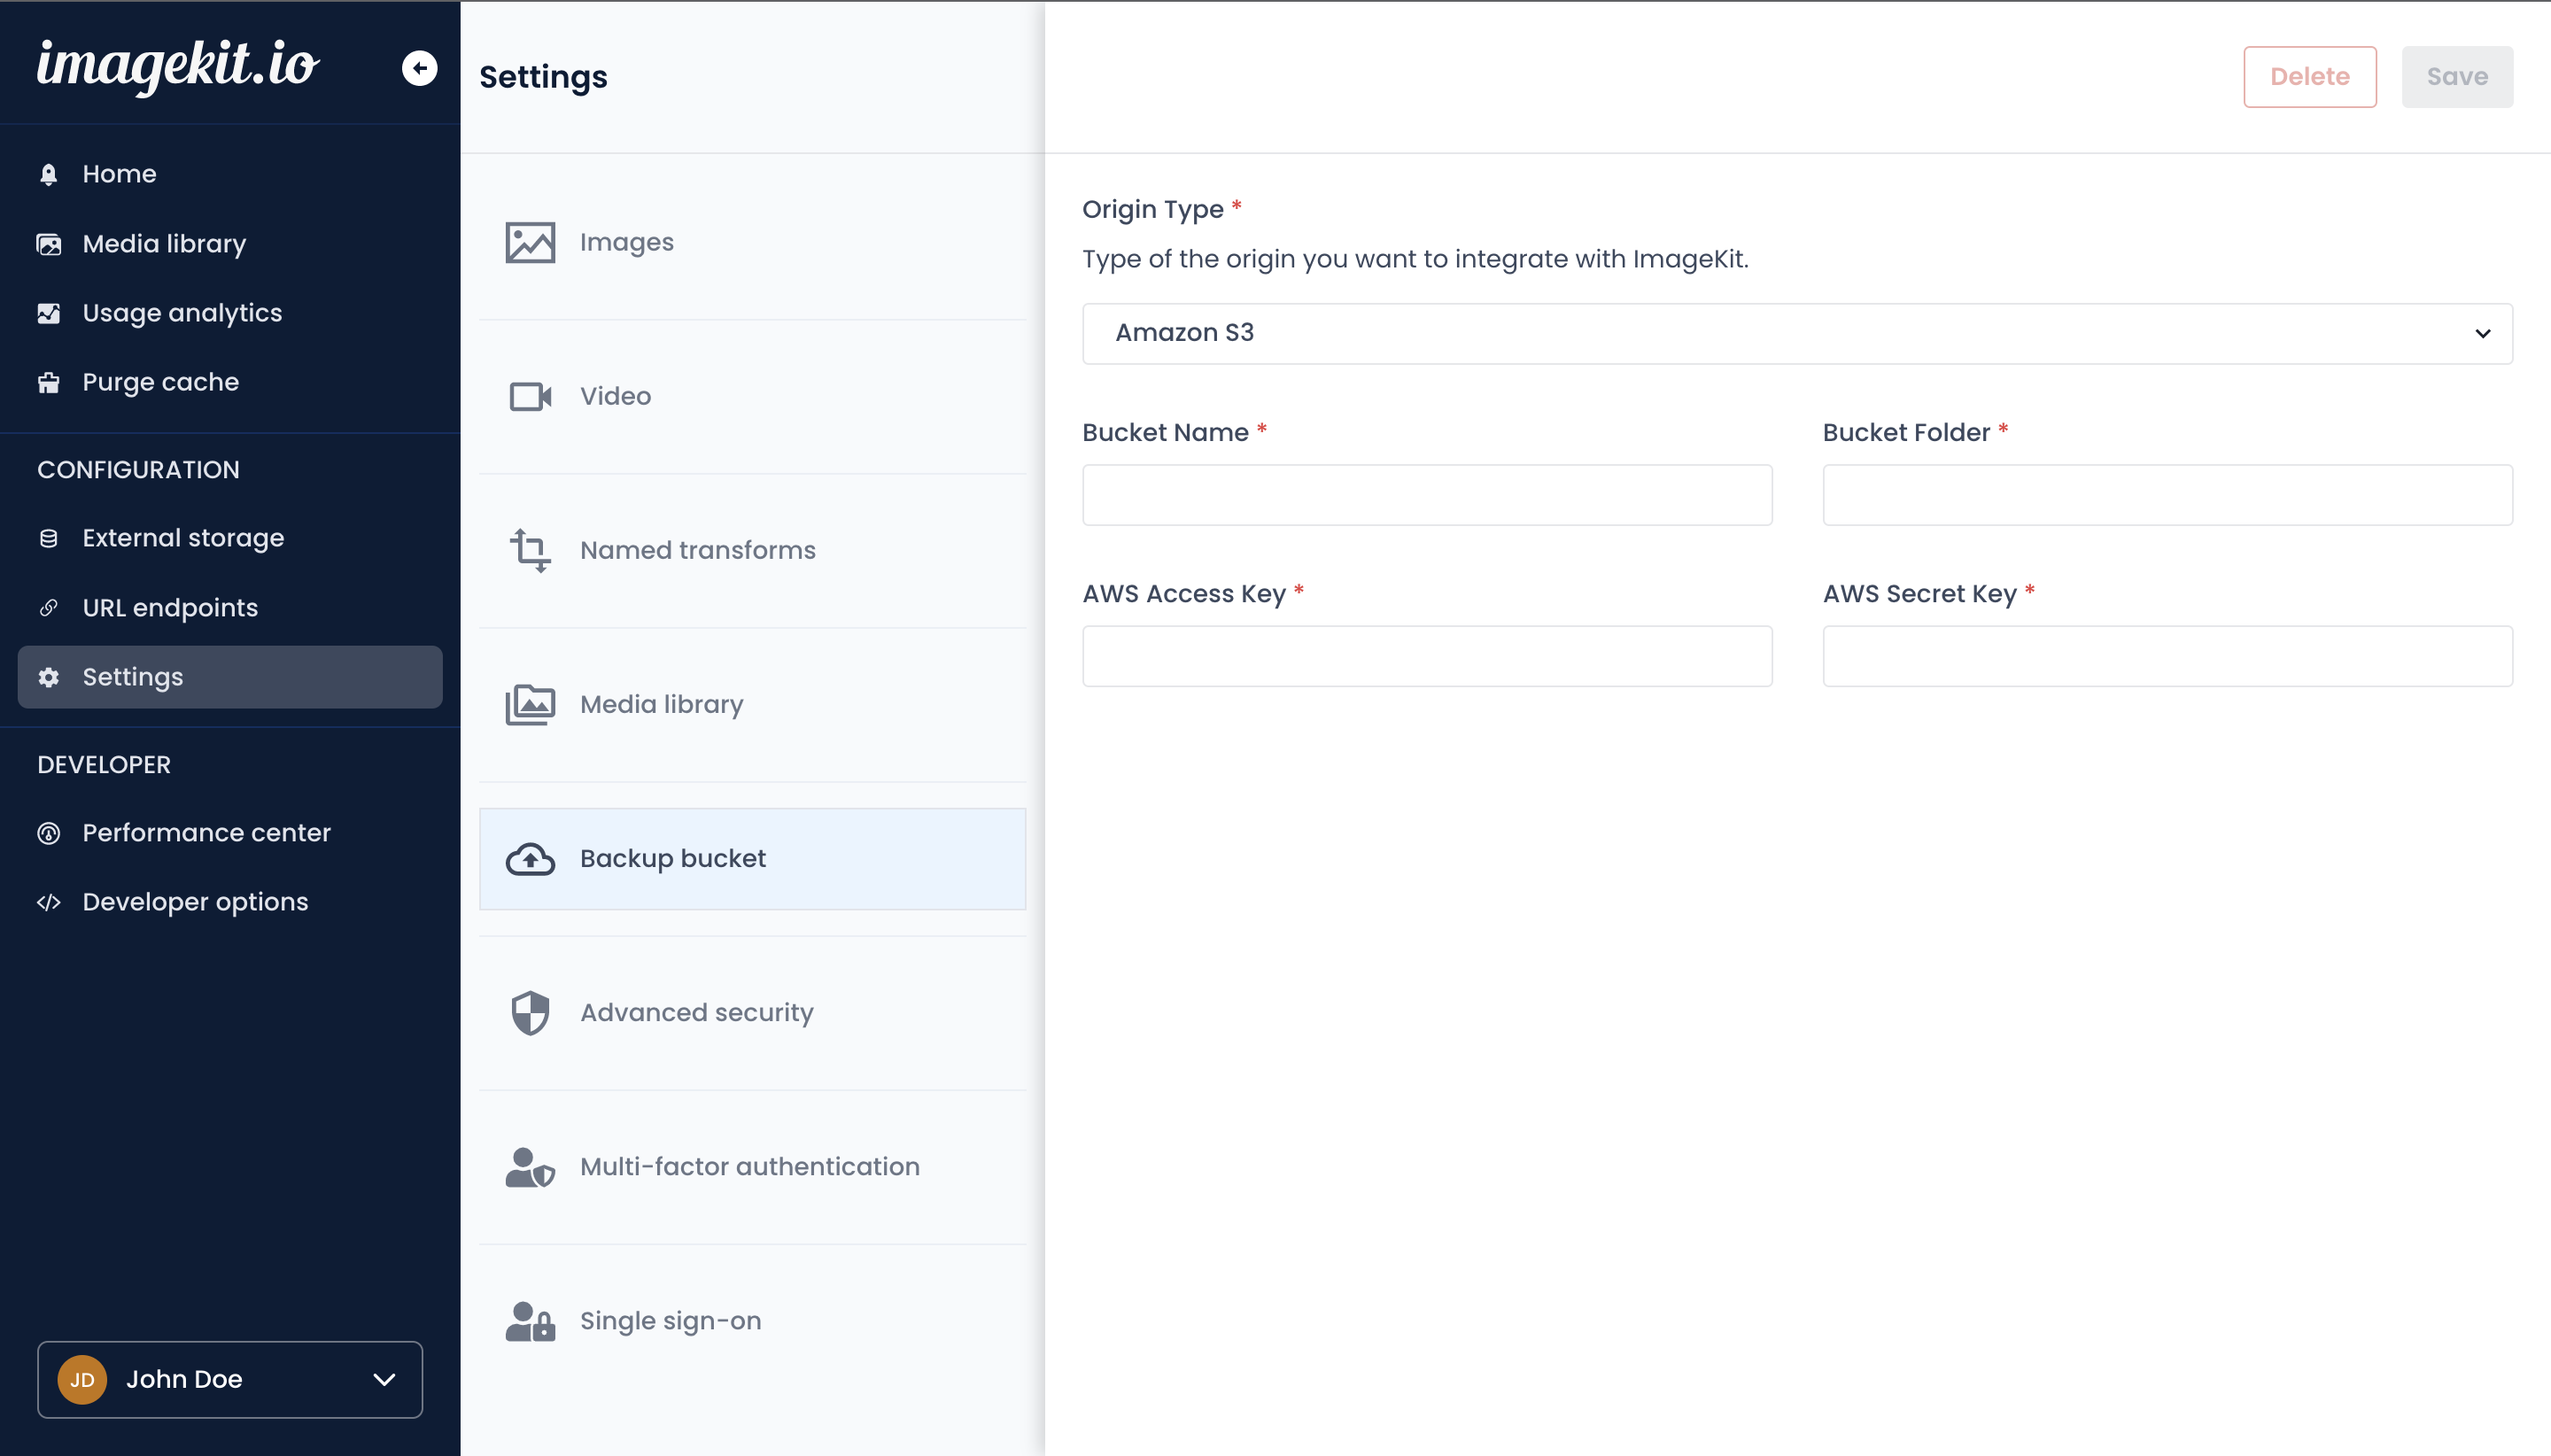 imagekit.io
Home
Media library
Usage analytics
Purge cache
CONFIGURATION
External storage
URL endpoints
Settings
DEVELOPER
Performance center
Developer options
JD John Doe
Settings
Images
Video
Named transforms
Media library
Backup bucket
Advanced security
Multi-factor authentication
Single sign-on
Delete Save
Origin Type *
Type of the origin you want to integrate with ImageKit.
Amazon S3
Bucket Name * Bucket Folder *
AWS Access Key * AWS Secret Key *